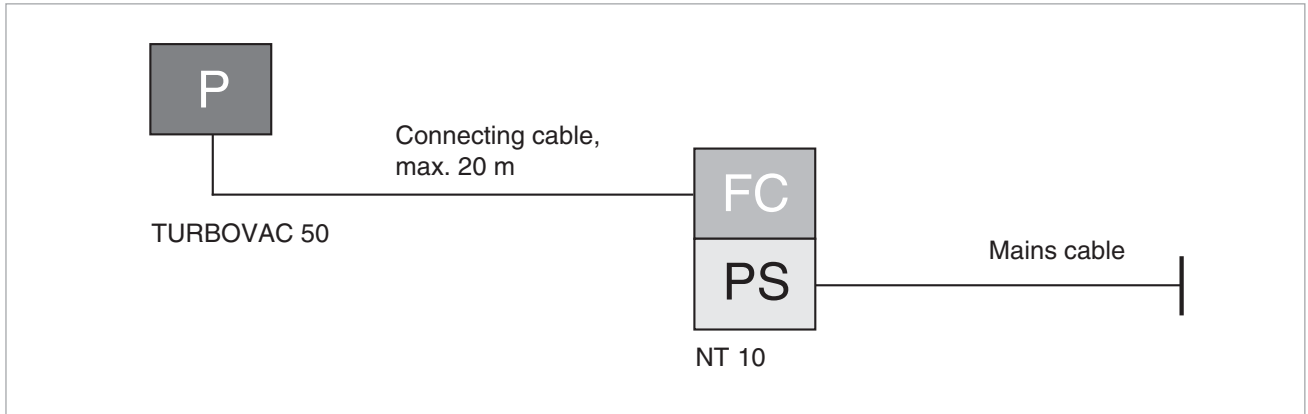 P
Connecting cable,
max. 20 m
TURBOVAC 50
FC
PS
Mains cable
NT 10